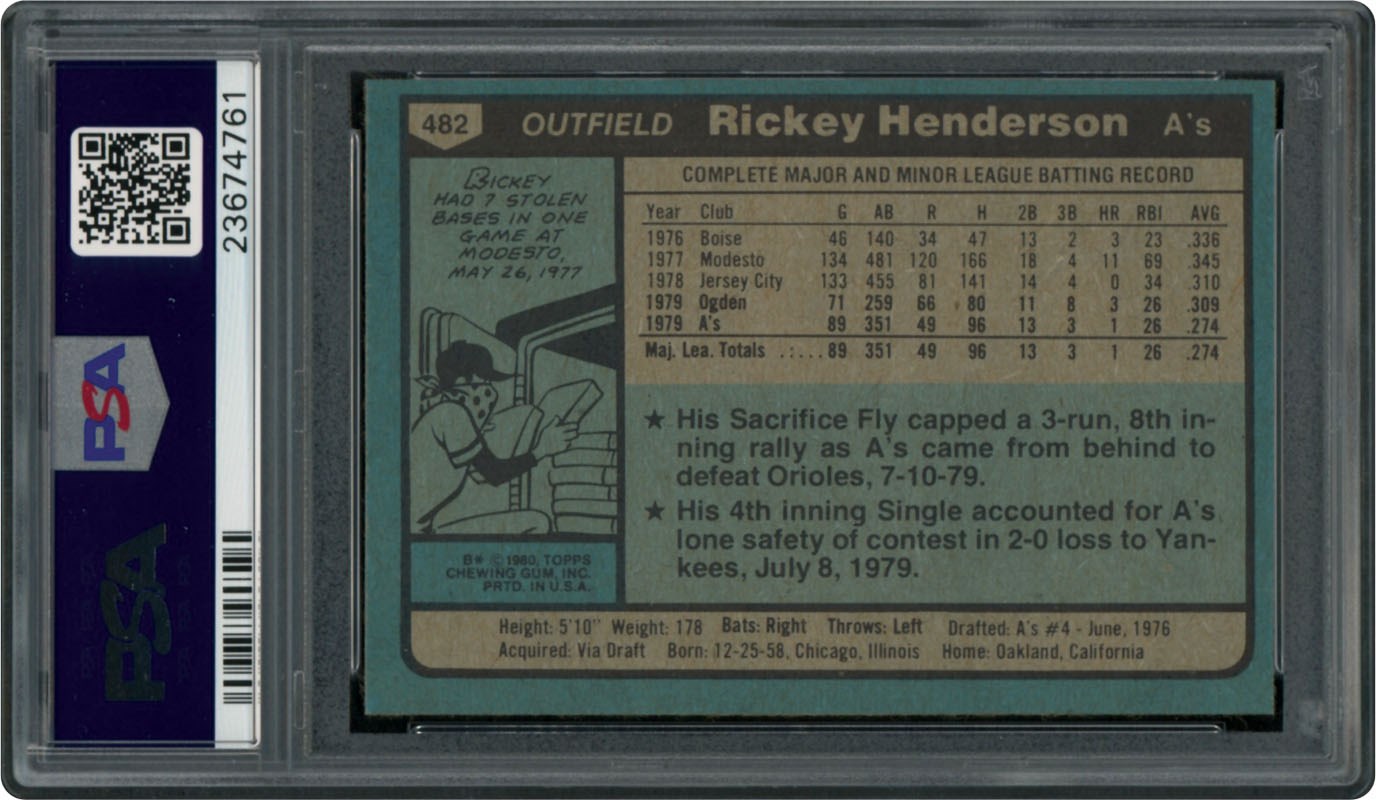 PSA
23674761
PSA
482 OUTFIELD Rickey Henderson A's
RICKEY
HAD 7 STOLEN
BASES IN ONE
GAME AT
MODESTO,
MAY 26, 1977
B* © 1980, TOPPS
CHEWING GUM, INC.
PRTD. IN U.S.A.
COMPLETE MAJOR AND MINOR LEAGUE BATTING RECORD
Year Club G AB R H 2B 3B HR RBI AVG
1976 Boise 46 140 34 47 13 2 3 23 .336
1977 Modesto 134 481 120 166 18 4 11 69 .345
1978 Jersey City 133 455 81 141 14 4 0 34 .310
1979 Ogden 71 259 66 80 11 8 3 26 .309
1979 A's 89 351 49 96 13 3 1 26 .274
Maj. Lea. Totals ...... 89 351 49 96 13 3 1 26 .274
★ His Sacrifice Fly capped a 3-run, 8th in-
ning rally as A's came from behind to
defeat Orioles, 7-10-79.
★ His 4th inning Single accounted for A's
lone safety of contest in 2-0 loss to Yan-
kees, July 8, 1979.
Height: 5'10" Weight: 178 Bats: Right Throws: Left Drafted: A's #4 - June, 1976
Acquired: Via Draft Born: 12-25-58, Chicago, Illinois Home: Oakland, California